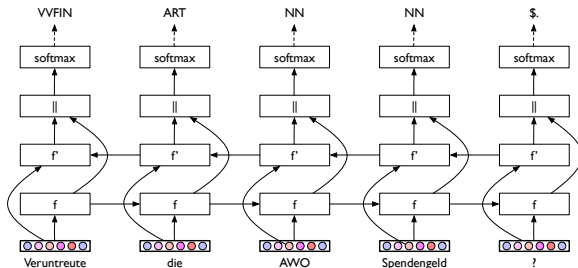 VVFIN ART NN NN $.
softmax softmax softmax softmax softmax
|| || || || ||
f' f' f' f' f'
f f f f f
Veruntreute die AWO Spendengeld ?